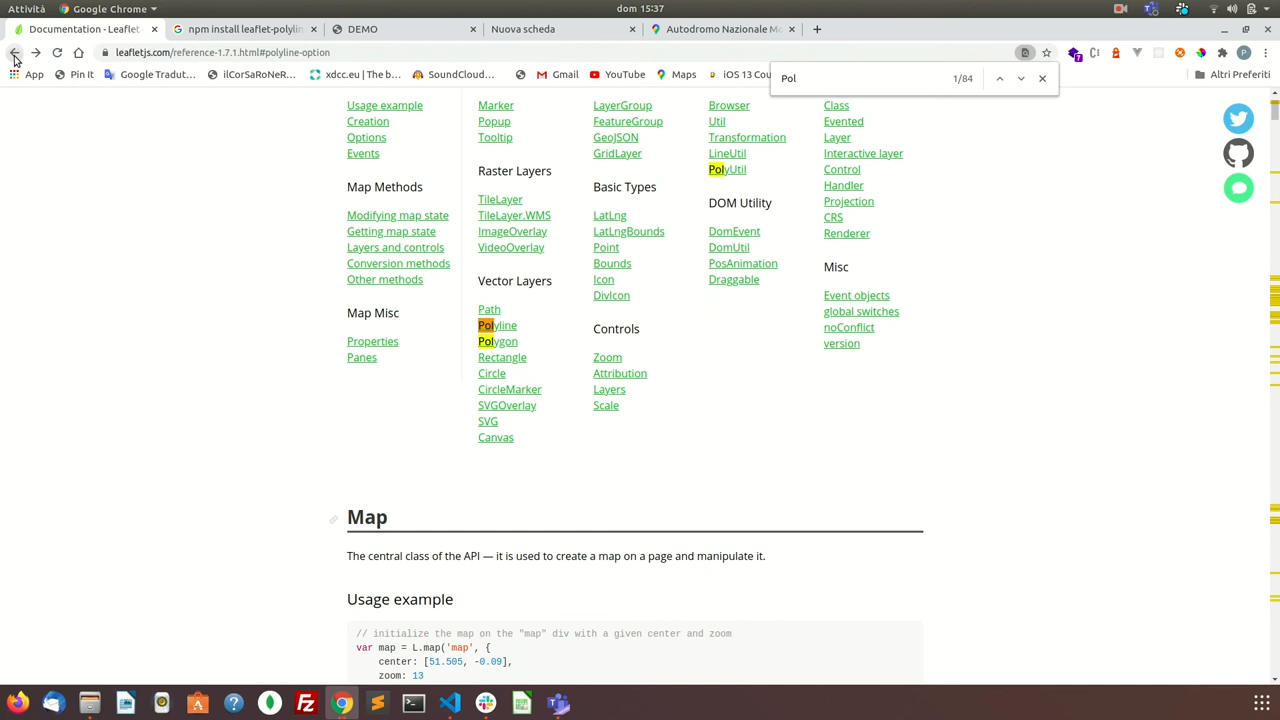 Attività
Google Chrome
dom 15:37
Documentation - Leaflet
npm install leaflet-polylin
DEMO
Nuova scheda
Autodromo Nazionale Mo
leafletjs.com/reference-1.7.1.html#polyline-option
App
Pin It
Google Tradut...
ilCorSaRoNeR...
xdcc.eu | The b...
SoundCloud...
Gmail
YouTube
Maps
iOS 13 Cou
Altri Preferiti
Pol
1/84
Usage example
Creation
Options
Events
Map Methods
Modifying map state
Getting map state
Layers and controls
Conversion methods
Other methods
Map Misc
Properties
Panes
Marker
Popup
Tooltip
Raster Layers
TileLayer
TileLayer.WMS
ImageOverlay
VideoOverlay
Vector Layers
Path
Polyline
Polygon
Rectangle
Circle
CircleMarker
SVGOverlay
SVG
Canvas
LayerGroup
FeatureGroup
GeoJSON
GridLayer
Basic Types
LatLng
LatLngBounds
Point
Bounds
Icon
DivIcon
Controls
Zoom
Attribution
Layers
Scale
Browser
Util
Transformation
LineUtil
PolyUtil
DOM Utility
DomEvent
DomUtil
PosAnimation
Draggable
Class
Evented
Layer
Interactive layer
Control
Handler
Projection
CRS
Renderer
Misc
Event objects
global switches
noConflict
version
Map
The central class of the API — it is used to create a map on a page and manipulate it.
Usage example
// initialize the map on the "map" div with a given center and zoom
var map = L.map('map', {
center: [51.505, -0.09],
zoom: 13